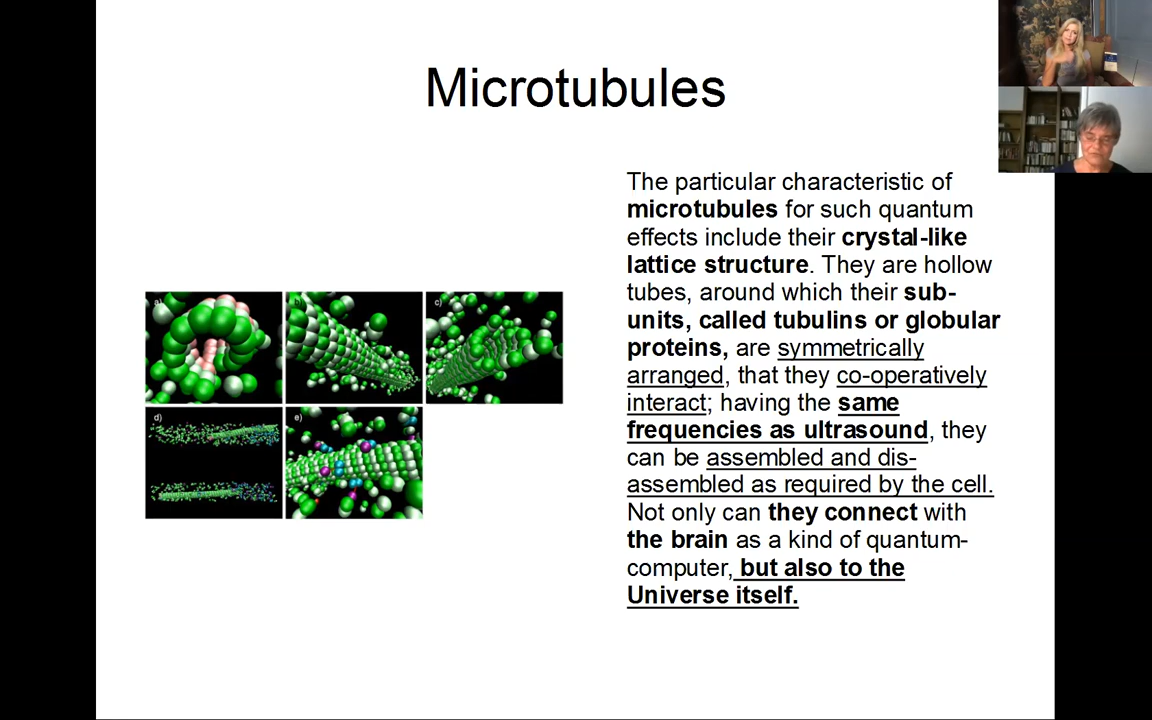 Microtubules
The particular characteristic of
microtubules for such quantum
effects include their crystal-like
lattice structure. They are hollow
tubes, around which their sub-
units, called tubulins or globular
proteins, are symmetrically
arranged, that they co-operatively
interact; having the same
frequencies as ultrasound, they
can be assembled and dis-
assembled as required by the cell.
Not only can they connect with
the brain as a kind of quantum-
computer, but also to the
Universe itself.
a)
c)
d)
e)